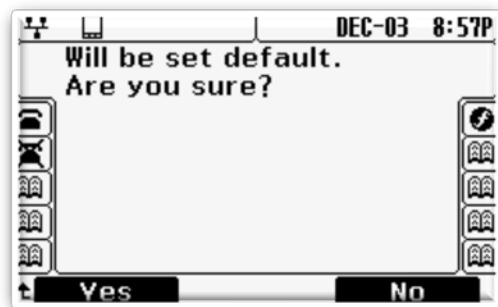 DEC-03 8:57P
Will be set default.
Are you sure?
Yes No